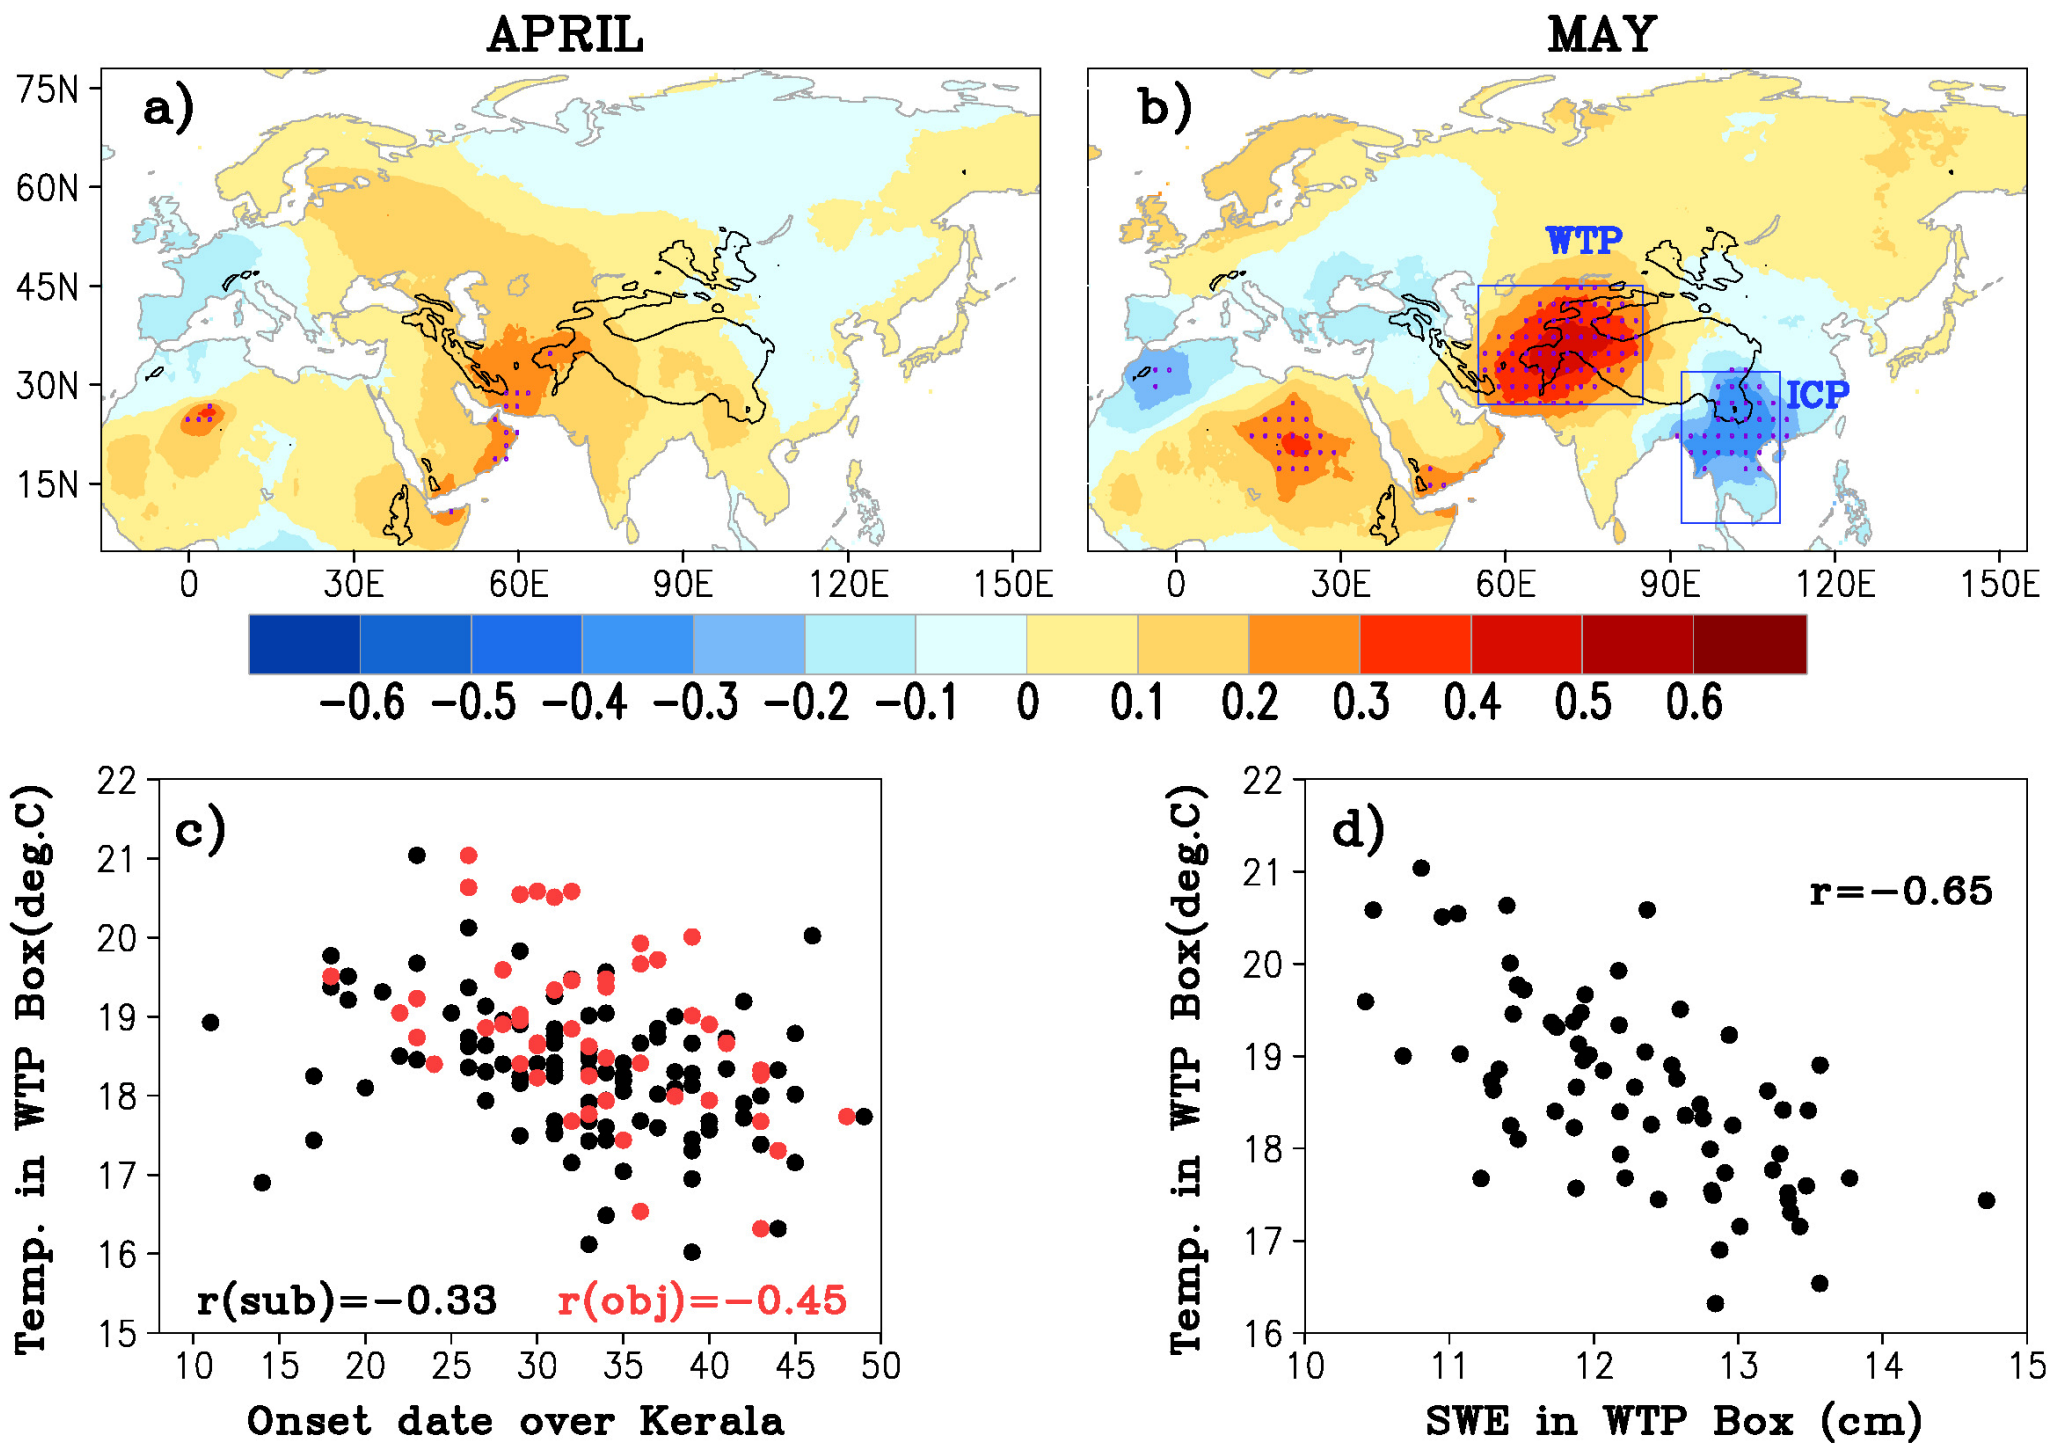 APRIL
MAY
a)
b)
75N
60N
45N
30N
15N
WTP
ICP
0 30E 60E 90E 120E 150E
0 30E 60E 90E 120E 150E
−0.6 −0.5 −0.4 −0.3 −0.2 −0.1 0 0.1 0.2 0.3 0.4 0.5 0.6
c)
Temp. in WTP Box(deg.C)
22
21
20
19
18
17
16
15
r(sub)=−0.33
r(obj)=−0.45
10 15 20 25 30 35 40 45 50
Onset date over Kerala
d)
Temp. in WTP Box(deg.C)
22
21
20
19
18
17
16
r=−0.65
10 11 12 13 14 15
SWE in WTP Box (cm)